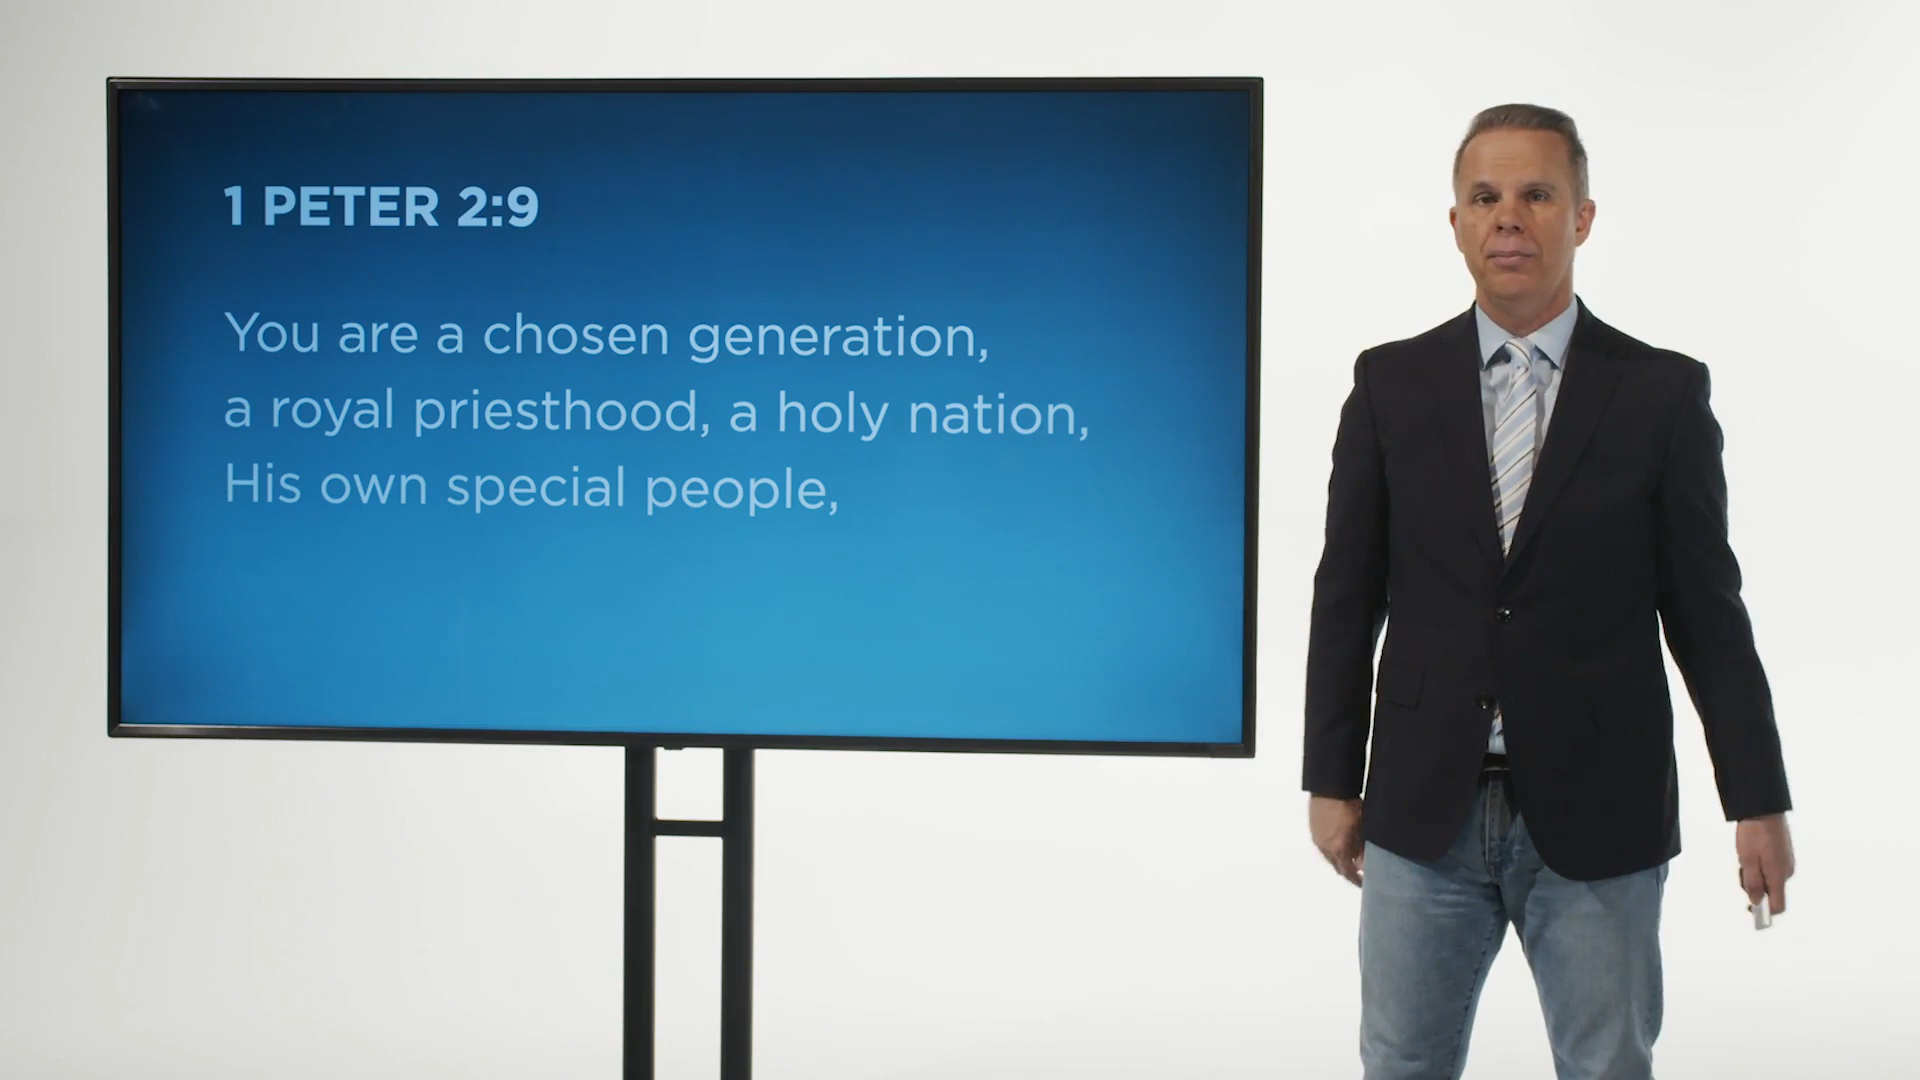 1 PETER 2:9
You are a chosen generation,
a royal priesthood, a holy nation,
His own special people,